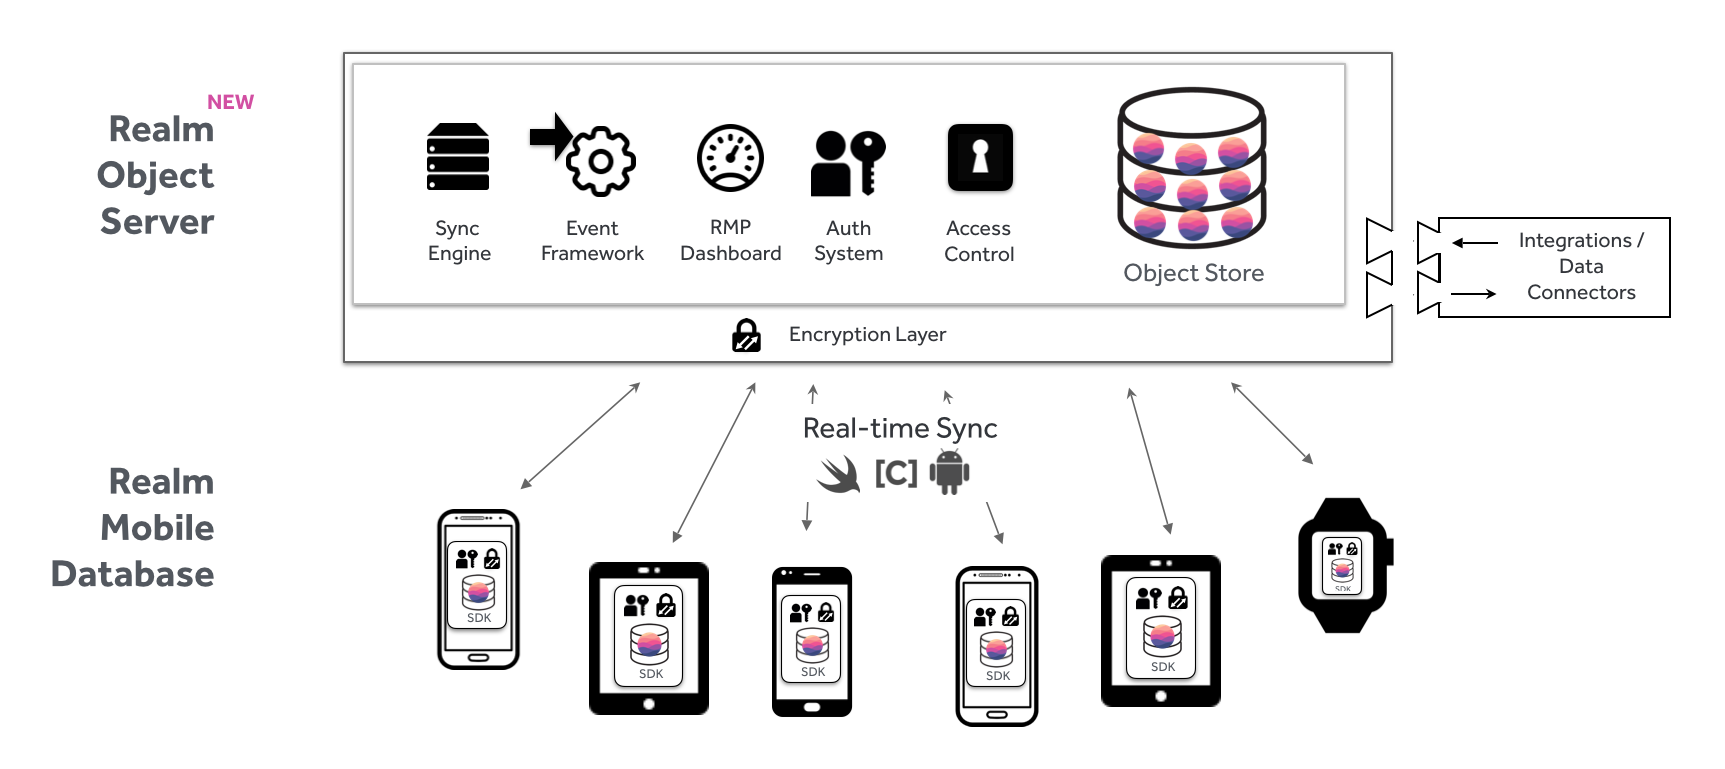 NEW
Realm
Object
Server
Sync
Engine
Event
Framework
RMP
Dashboard
Auth
System
Access
Control
Object Store
Integrations /
Data
Connectors
Encryption Layer
Real-time Sync
[C]
Realm
Mobile
Database
SDK
SDK
SDK
SDK
SDK
SDK